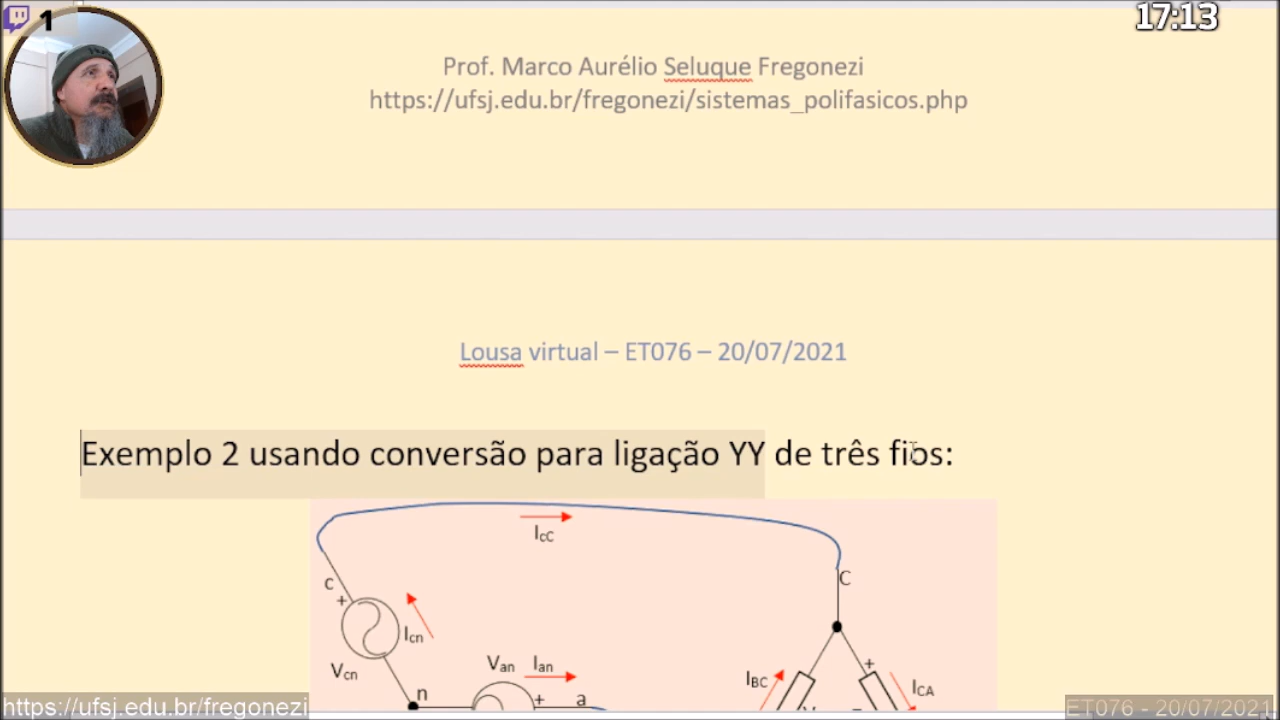 1
17:13
Prof. Marco Aurélio Seluque Fregonezi
https://ufsj.edu.br/fregonezi/sistemas_polifasicos.php
Lousa virtual – ET076 – 20/07/2021
Exemplo 2 usando conversão para ligação YY de três fios:
IcC
c
+
Icn
Vcn
n
Van
Ian
+
a
C
IBC
+
ICA
https://ufsj.edu.br/fregonezi
ET076 - 20/07/2021